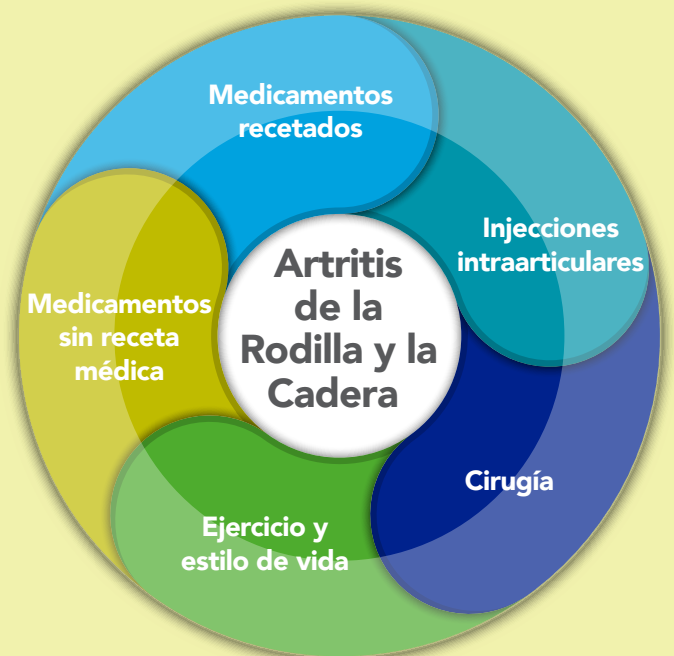 Medicamentos
recetados
Injecciones
intraarticulares
Artritis
de la
Rodilla y la
Cadera
Medicamentos
sin receta
médica
Cirugía
Ejercicio y
estilo de vida